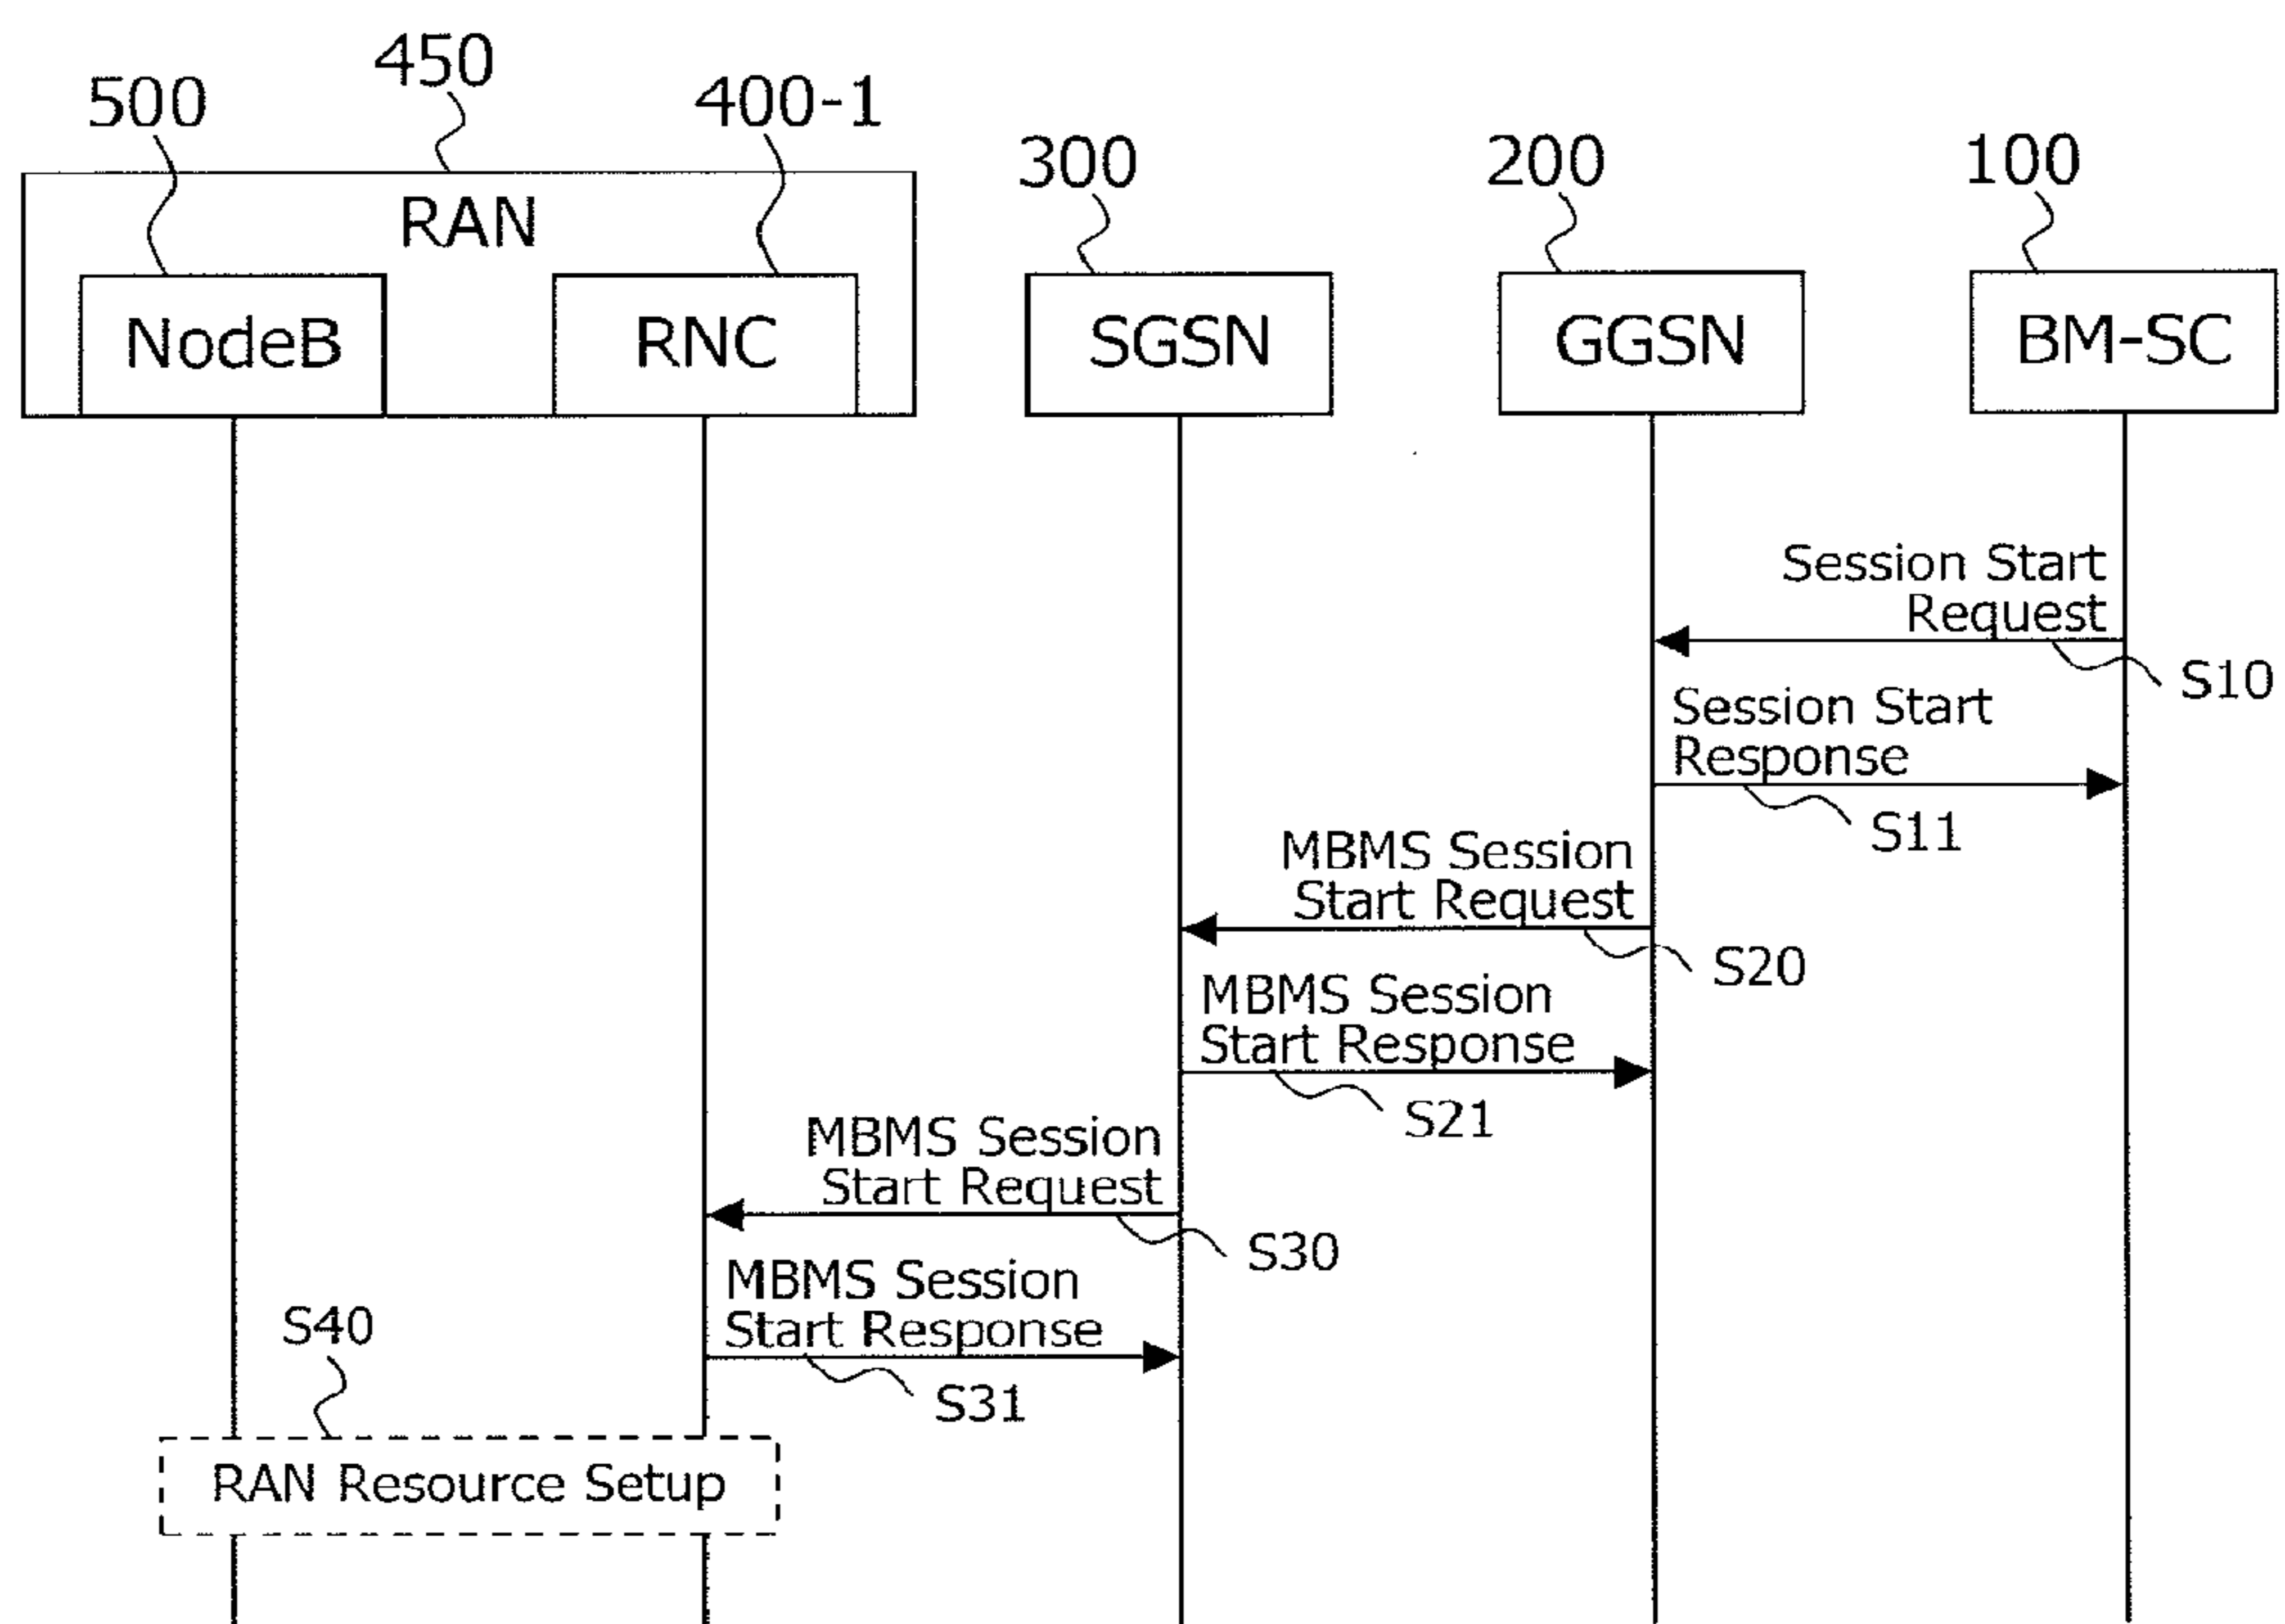 450
500
400-1
300
200
100
RAN
NodeB
RNC
SGSN
GGSN
BM-SC
Session Start
Request
S10
Session Start
Response
S11
MBMS Session
Start Request
S20
MBMS Session
Start Response
S21
MBMS Session
Start Request
S30
MBMS Session
Start Response
S31
S40
RAN Resource Setup